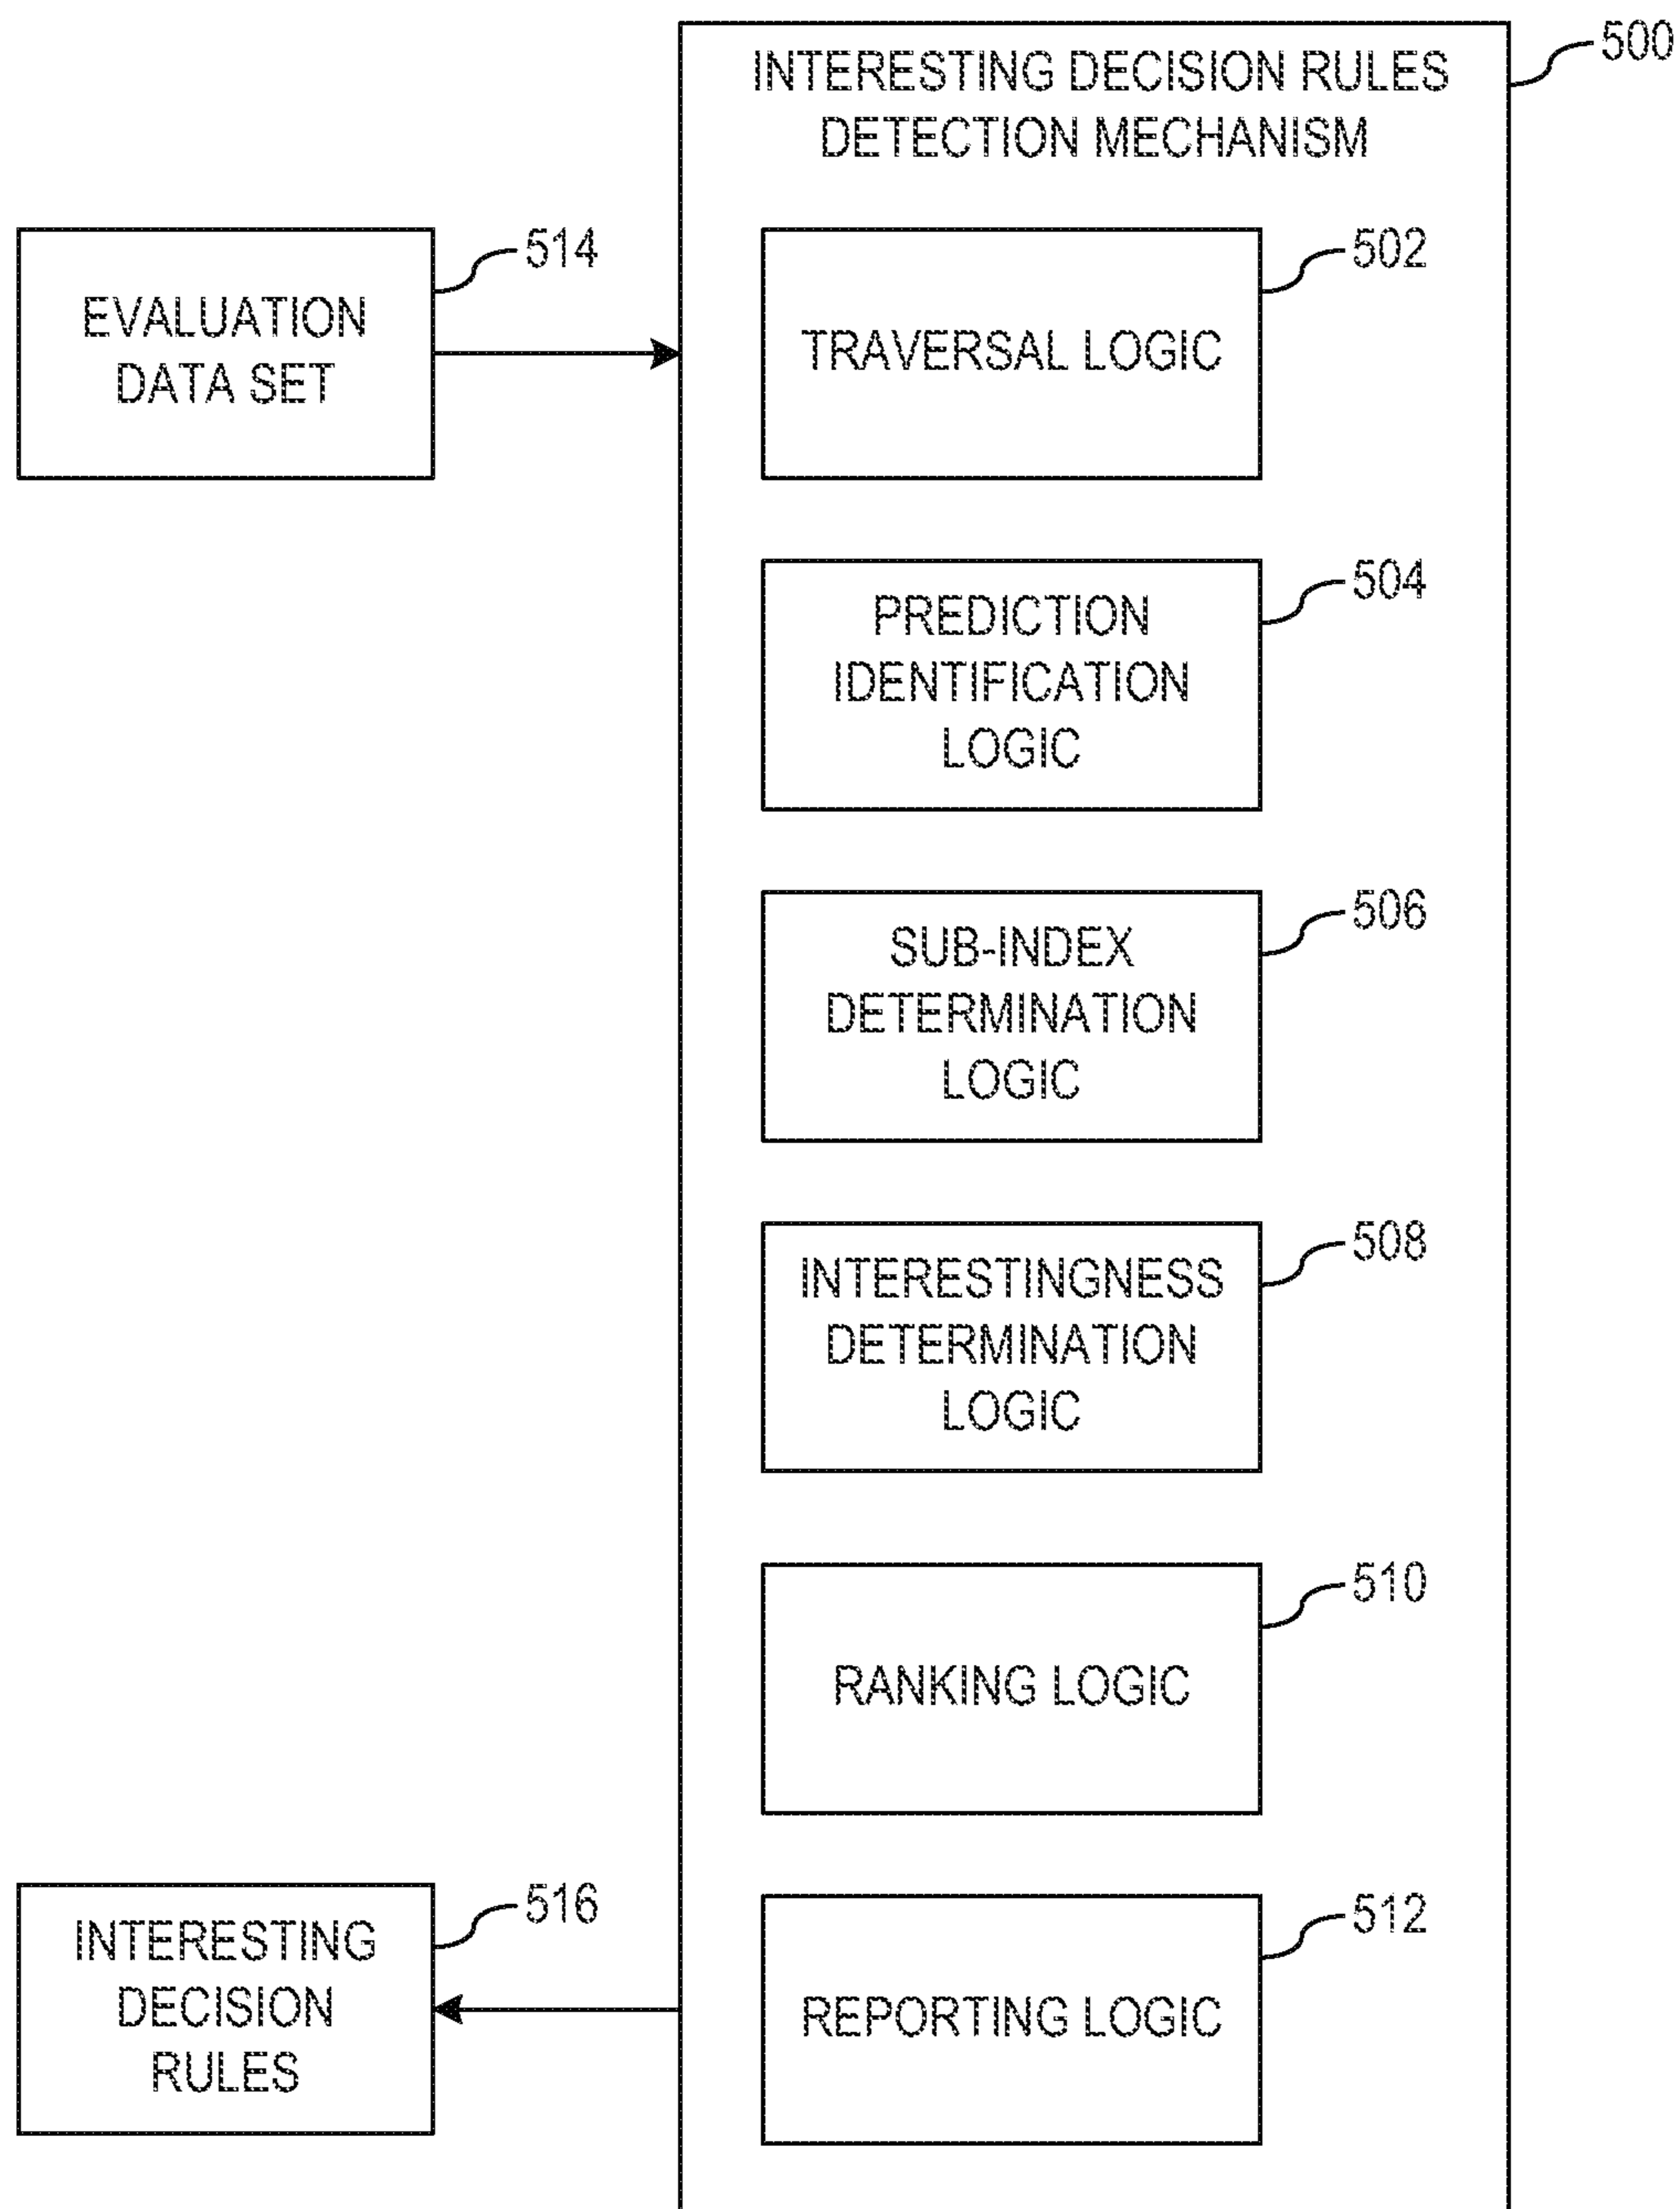 INTERESTING DECISION RULES
DETECTION MECHANISM
500
EVALUATION
DATA SET
514
TRAVERSAL LOGIC
502
PREDICTION
IDENTIFICATION
LOGIC
504
SUB-INDEX
DETERMINATION
LOGIC
506
INTERESTINGNESS
DETERMINATION
LOGIC
508
RANKING LOGIC
510
INTERESTING
DECISION
RULES
516
REPORTING LOGIC
512